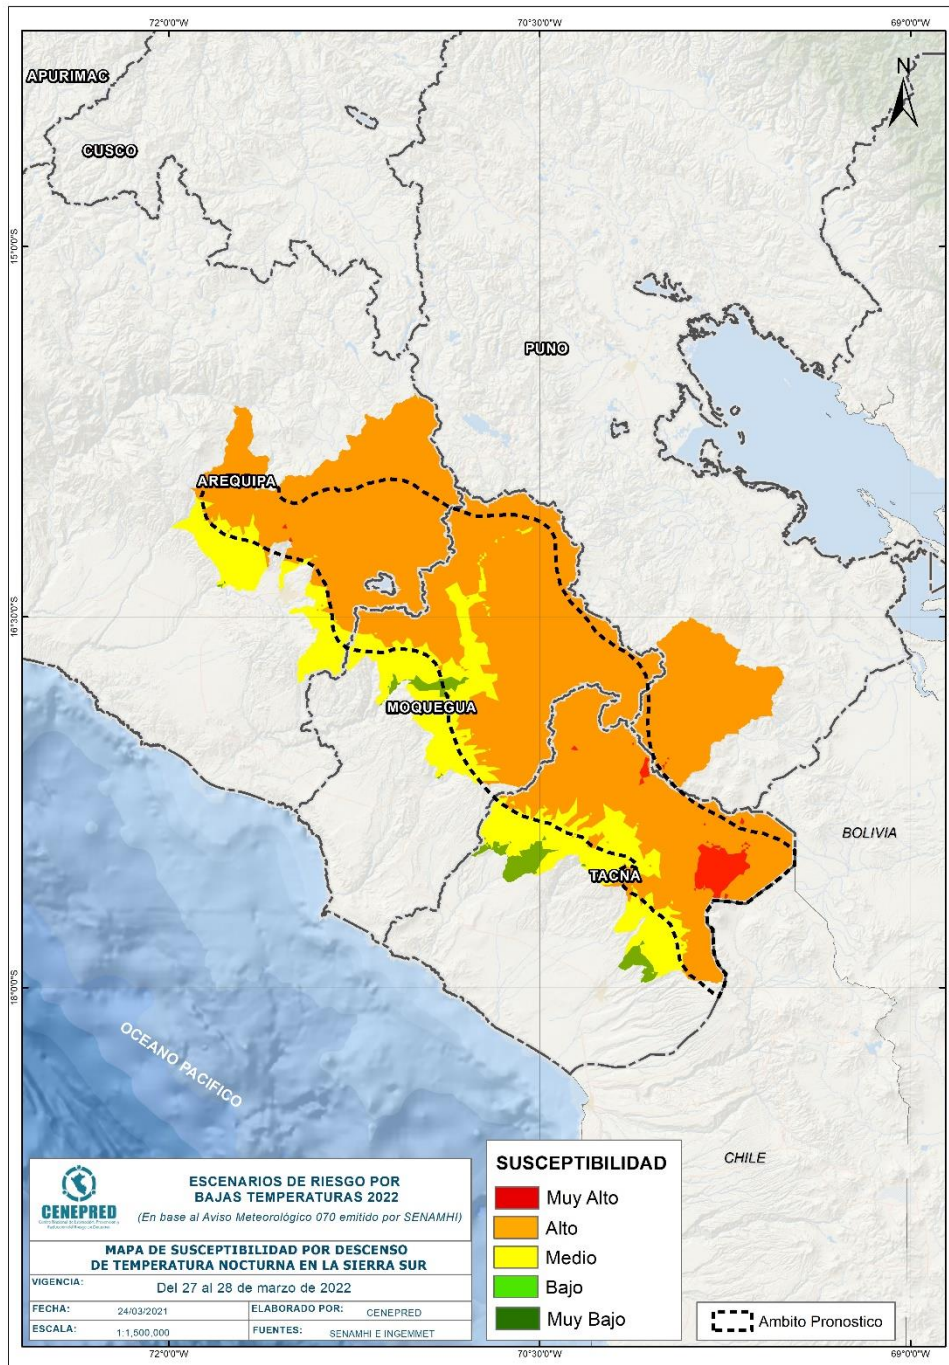 72°0'0"W
70°30'0"W
69°0'0"W
N
APURIMAC
CUSCO
15°0'0"S
PUNO
AREQUIPA
16°30'0"S
MOQUEGUA
BOLIVIA
TACNA
18°0'0"S
OCEANO PACIFICO
CHILE
CENEPRED
ESCENARIOS DE RIESGO POR
BAJAS TEMPERATURAS 2022
(En base al Aviso Meteorológico 070 emitido por SENAMHI)
MAPA DE SUSCEPTIBILIDAD POR DESCENSO
DE TEMPERATURA NOCTURNA EN LA SIERRA SUR
VIGENCIA: Del 27 al 28 de marzo de 2022
FECHA: 24/03/2021 ELABORADO POR: CENEPRED
ESCALA: 1:1,500,000 FUENTES: SENAMHI E INGEMMET
SUSCEPTIBILIDAD
Muy Alto
Alto
Medio
Bajo
Muy Bajo
Ambito Pronostico
72°0'0"W
70°30'0"W
69°0'0"W